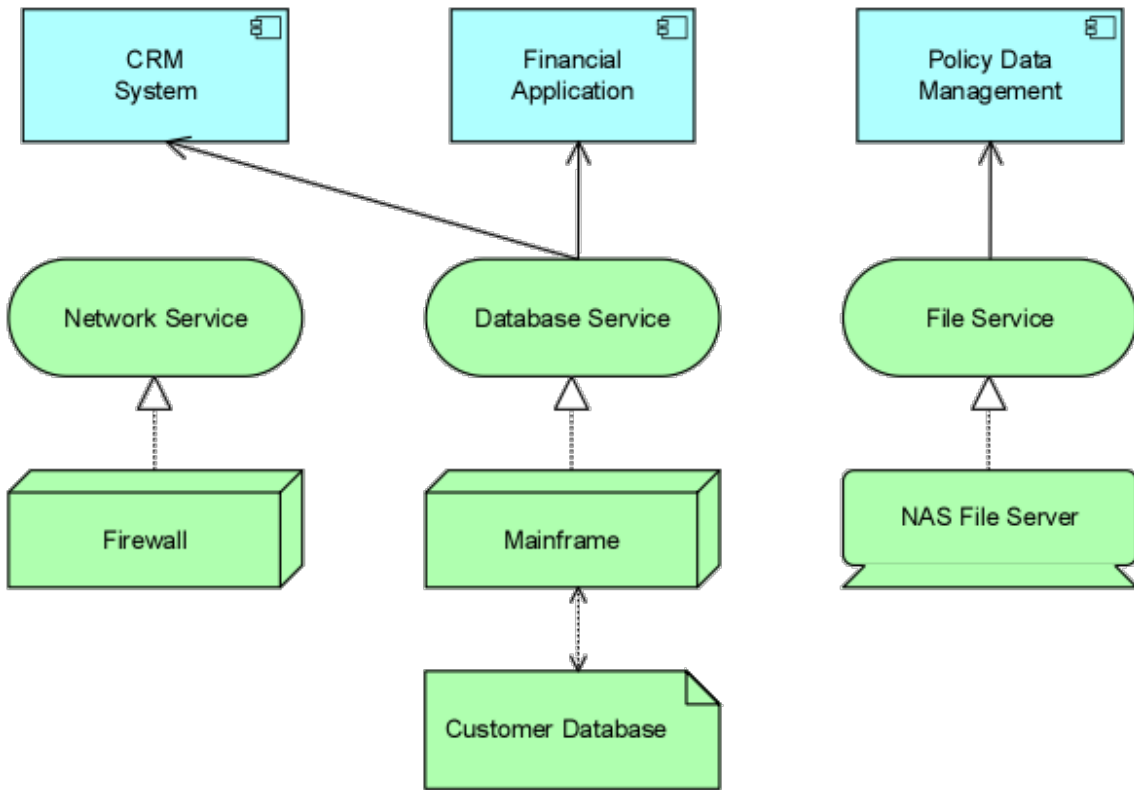 CRM
System
Financial
Application
Policy Data
Management
Network Service
Database Service
File Service
Firewall
Mainframe
NAS File Server
Customer Database